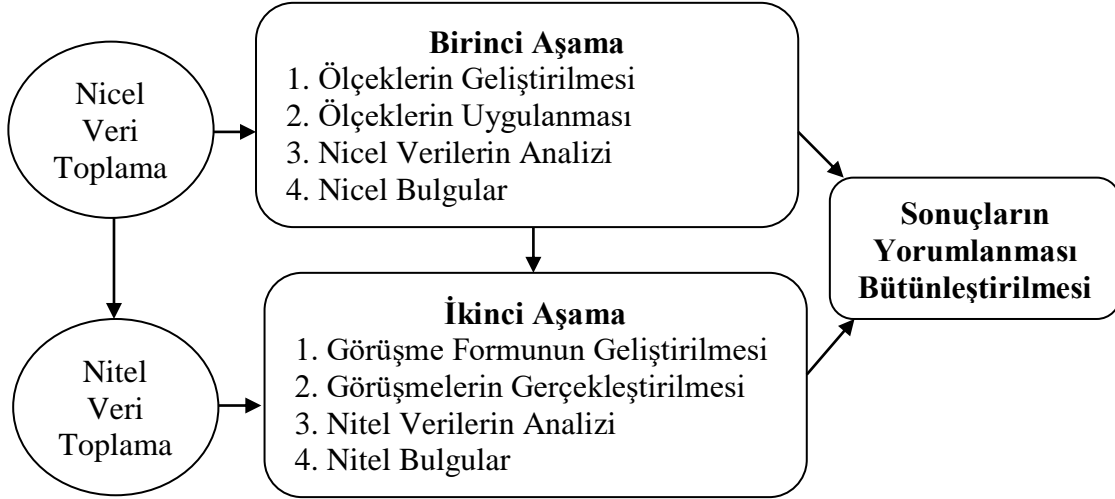 Nicel
Veri
Toplama
Birinci Aşama
1. Ölçeklerin Geliştirilmesi
2. Ölçeklerin Uygulanması
3. Nicel Verilerin Analizi
4. Nicel Bulgular
Nitel
Veri
Toplama
İkinci Aşama
1. Görüşme Formunun Geliştirilmesi
2. Görüşmelerin Gerçekleştirilmesi
3. Nitel Verilerin Analizi
4. Nitel Bulgular
Sonuçların
Yorumlanması
Bütünleştirilmesi